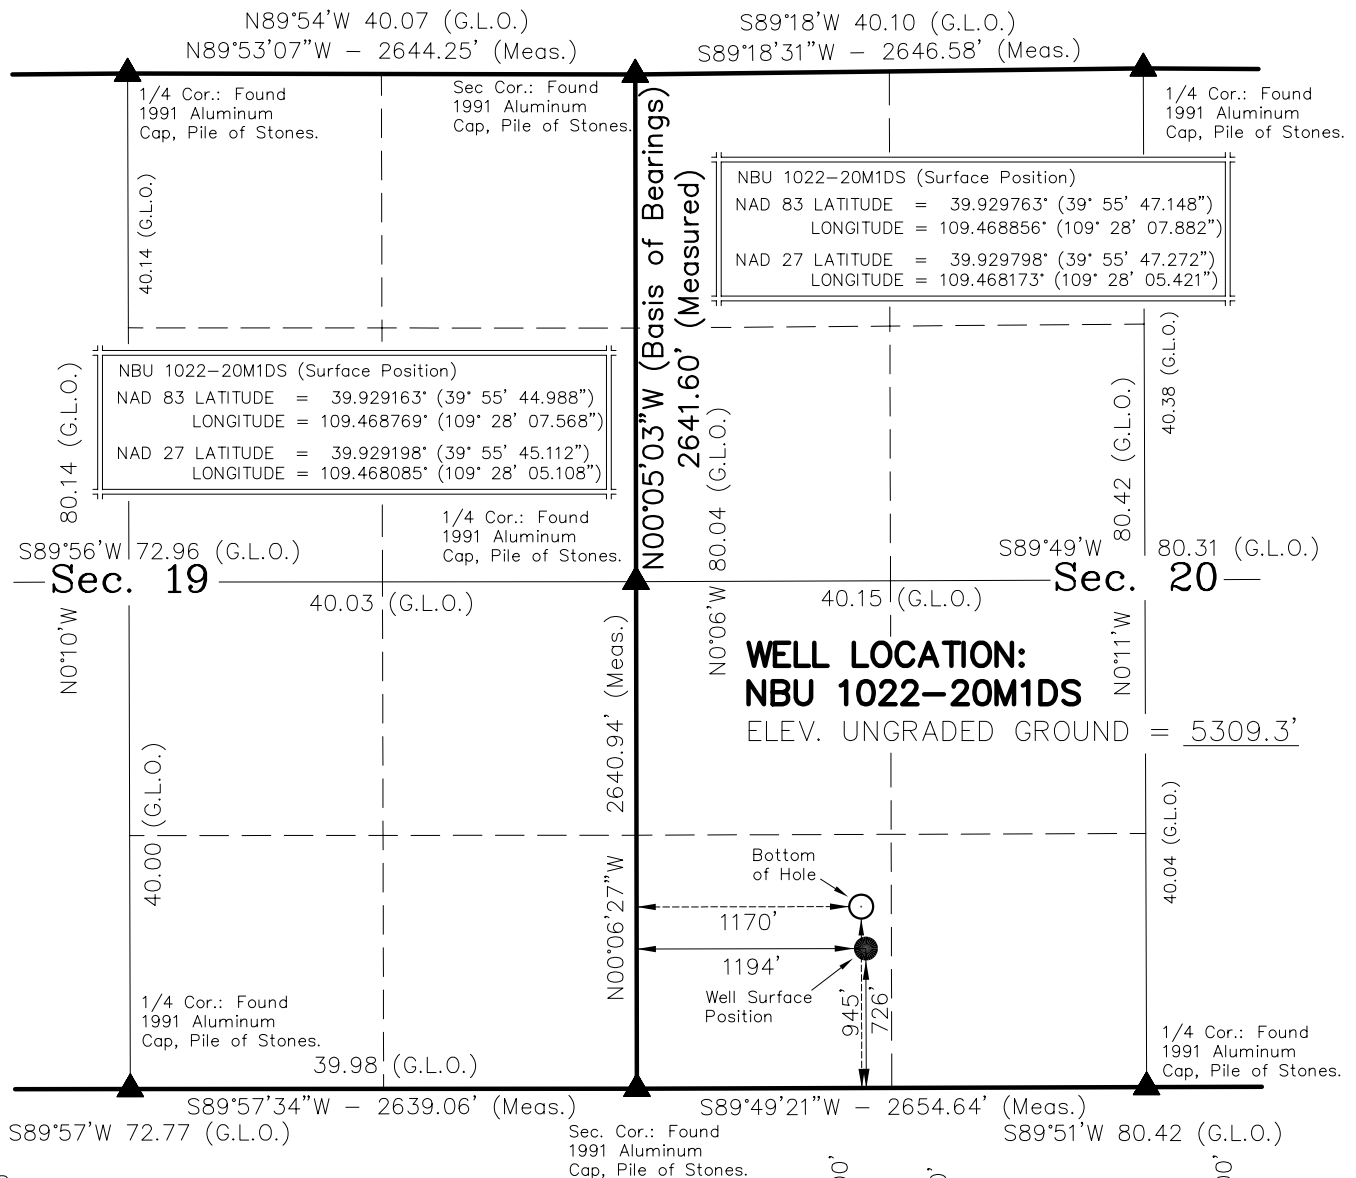 N89°54'W 40.07 (G.L.O.)
N89°53'07"W - 2644.25' (Meas.)
S89°18'W 40.10 (G.L.O.)
S89°18'31"W - 2646.58' (Meas.)
1/4 Cor.: Found
1991 Aluminum
Cap, Pile of Stones.
Sec Cor.: Found
1991 Aluminum
Cap, Pile of Stones.
1/4 Cor.: Found
1991 Aluminum
Cap, Pile of Stones.
40.14 (G.L.O.)
N00°05'03"W (Basis of Bearings)
2641.60' (Measured)
NBU 1022-20M1DS (Surface Position)
NAD 83 LATITUDE = 39.929763° (39° 55' 47.148")
LONGITUDE = 109.468856° (109° 28' 07.882")
NAD 27 LATITUDE = 39.929798° (39° 55' 47.272")
LONGITUDE = 109.468173° (109° 28' 05.421")
NBU 1022-20M1DS (Surface Position)
NAD 83 LATITUDE = 39.929163° (39° 55' 44.988")
LONGITUDE = 109.468769° (109° 28' 07.568")
NAD 27 LATITUDE = 39.929198° (39° 55' 45.112")
LONGITUDE = 109.468085° (109° 28' 05.108")
40.38 (G.L.O.)
N0°10'W 80.14 (G.L.O.)
N0°06'W 80.04 (G.L.O.)
N0°11'W 80.42 (G.L.O.)
1/4 Cor.: Found
1991 Aluminum
Cap, Pile of Stones.
S89°56'W 72.96 (G.L.O.)
S89°49'W 80.31 (G.L.O.)
Sec. 19
Sec. 20
40.03 (G.L.O.)
40.15 (G.L.O.)
WELL LOCATION:
NBU 1022-20M1DS
ELEV. UNGRADED GROUND = 5309.3'
N00°06'27"W 2640.94' (Meas.)
40.00 (G.L.O.)
40.04 (G.L.O.)
Bottom
of Hole
1170'
1194'
Well Surface
Position
945'
726'
1/4 Cor.: Found
1991 Aluminum
Cap, Pile of Stones.
1/4 Cor.: Found
1991 Aluminum
Cap, Pile of Stones.
39.98 (G.L.O.)
S89°57'34"W - 2639.06' (Meas.)
S89°49'21"W - 2654.64' (Meas.)
S89°57'W 72.77 (G.L.O.)
S89°51'W 80.42 (G.L.O.)
Sec. Cor.: Found
1991 Aluminum
Cap, Pile of Stones.